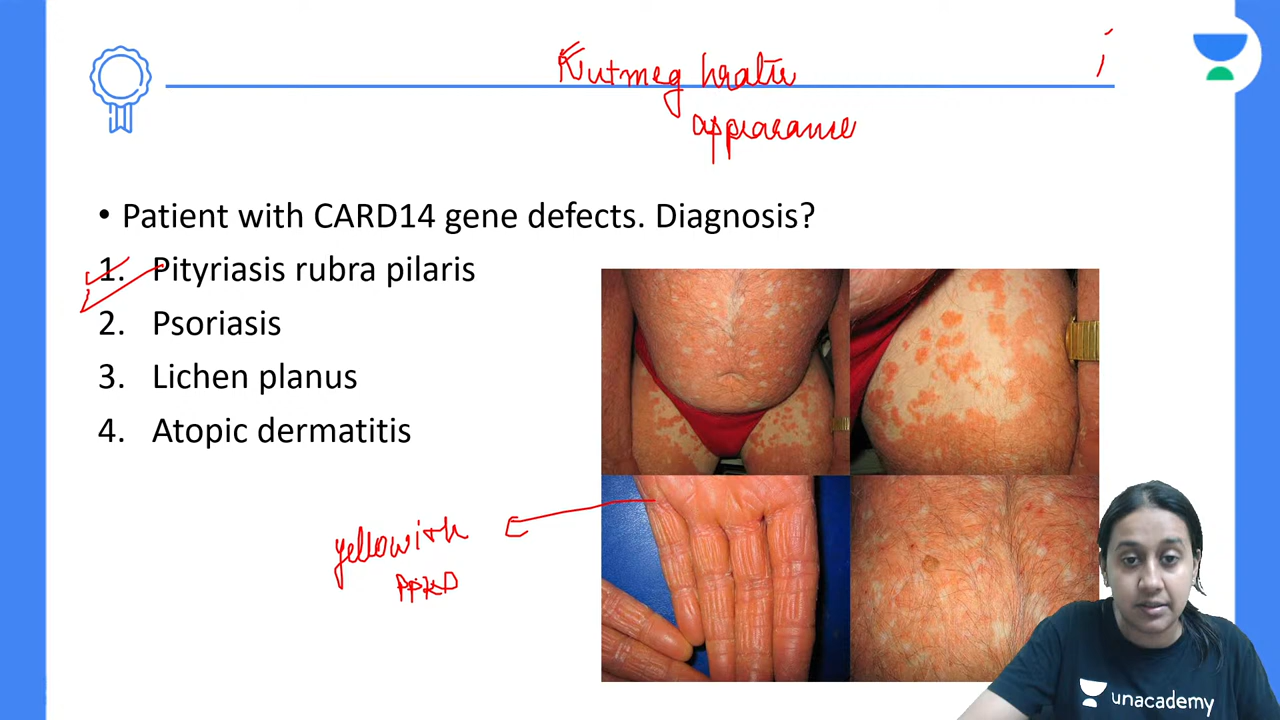 Nutmeg grater
appearance
• Patient with CARD14 gene defects. Diagnosis?
1. Pityriasis rubra pilaris
2. Psoriasis
3. Lichen planus
4. Atopic dermatitis
yellowish
PPKD
unacademy